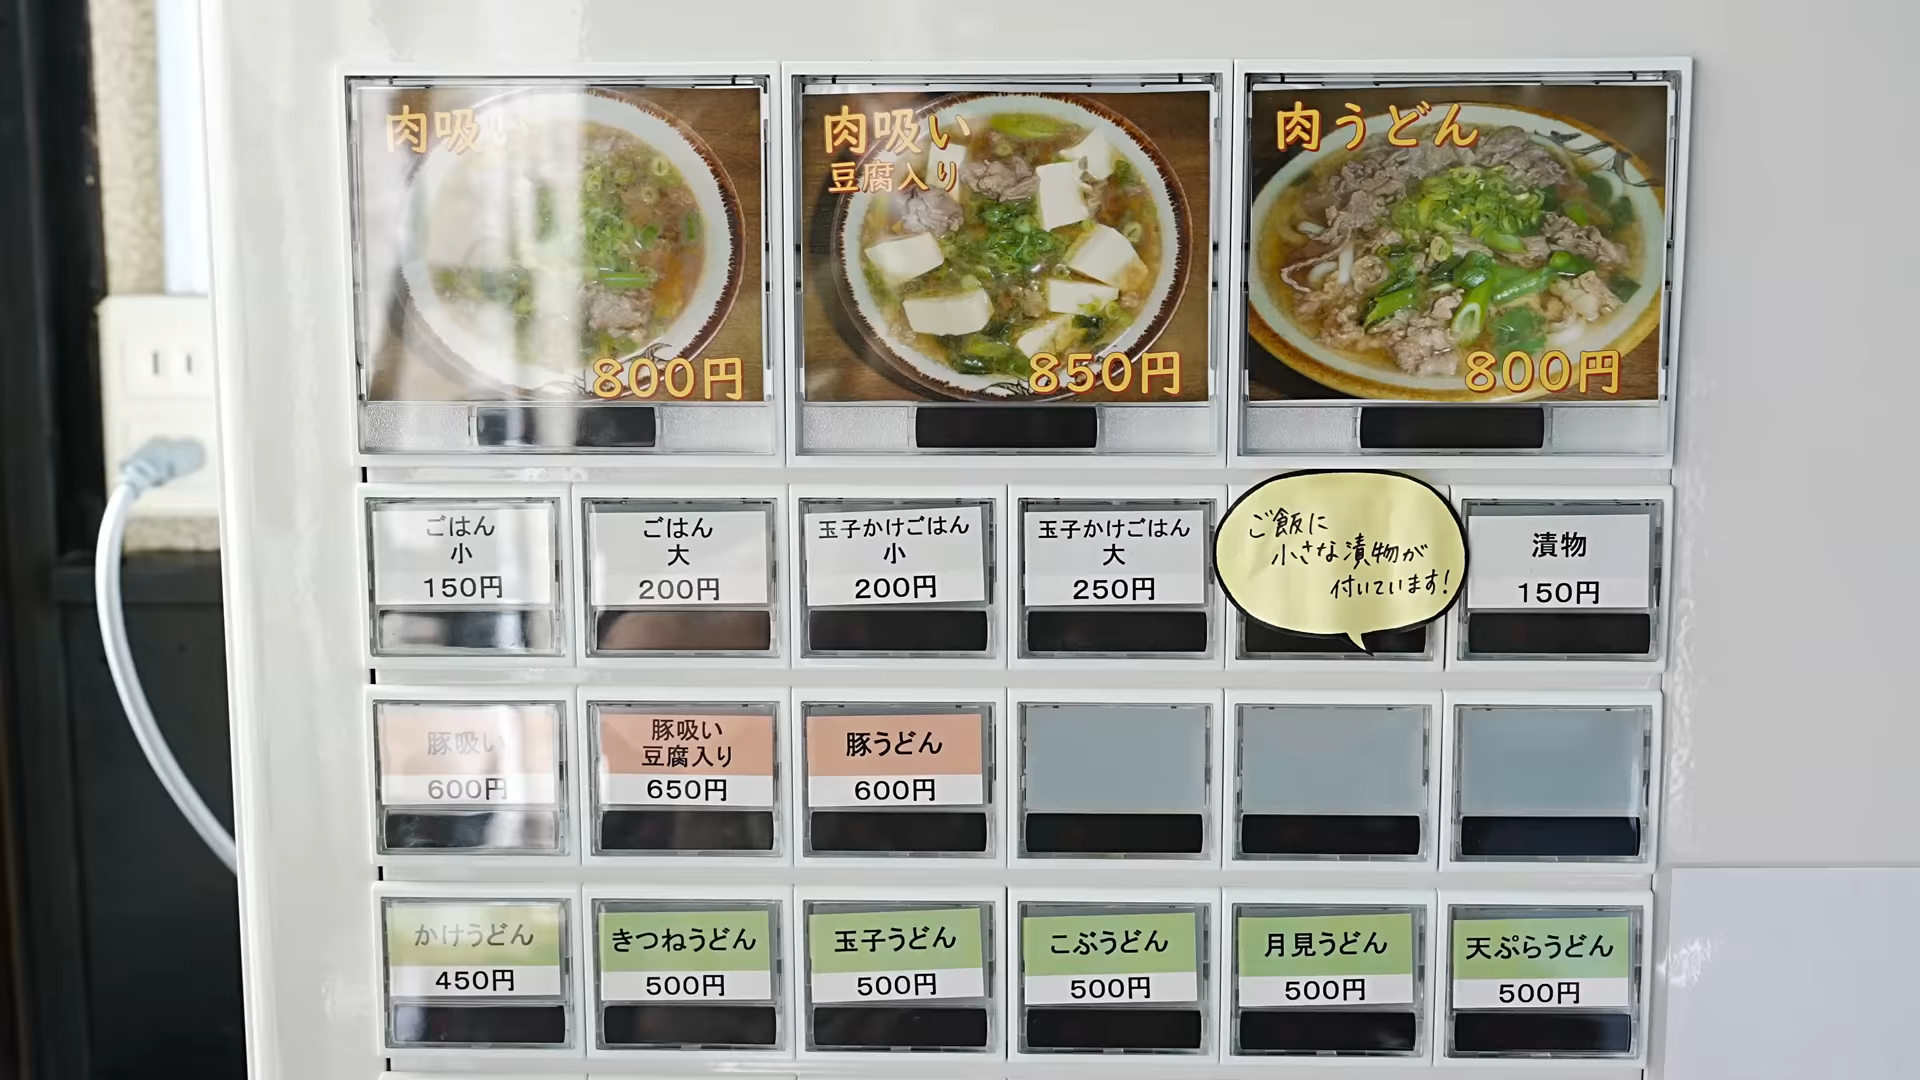 肉吸い
800円
肉吸い
豆腐入り
850円
肉うどん
800円
ごはん
小
150円
ごはん
大
200円
玉子かけごはん
小
200円
玉子かけごはん
大
250円
ご飯に
小さな漬物が
付いています!
漬物
150円
豚吸い
600円
豚吸い
豆腐入り
650円
豚うどん
600円
かけうどん
450円
きつねうどん
500円
玉子うどん
500円
こぶうどん
500円
月見うどん
500円
天ぷらうどん
500円